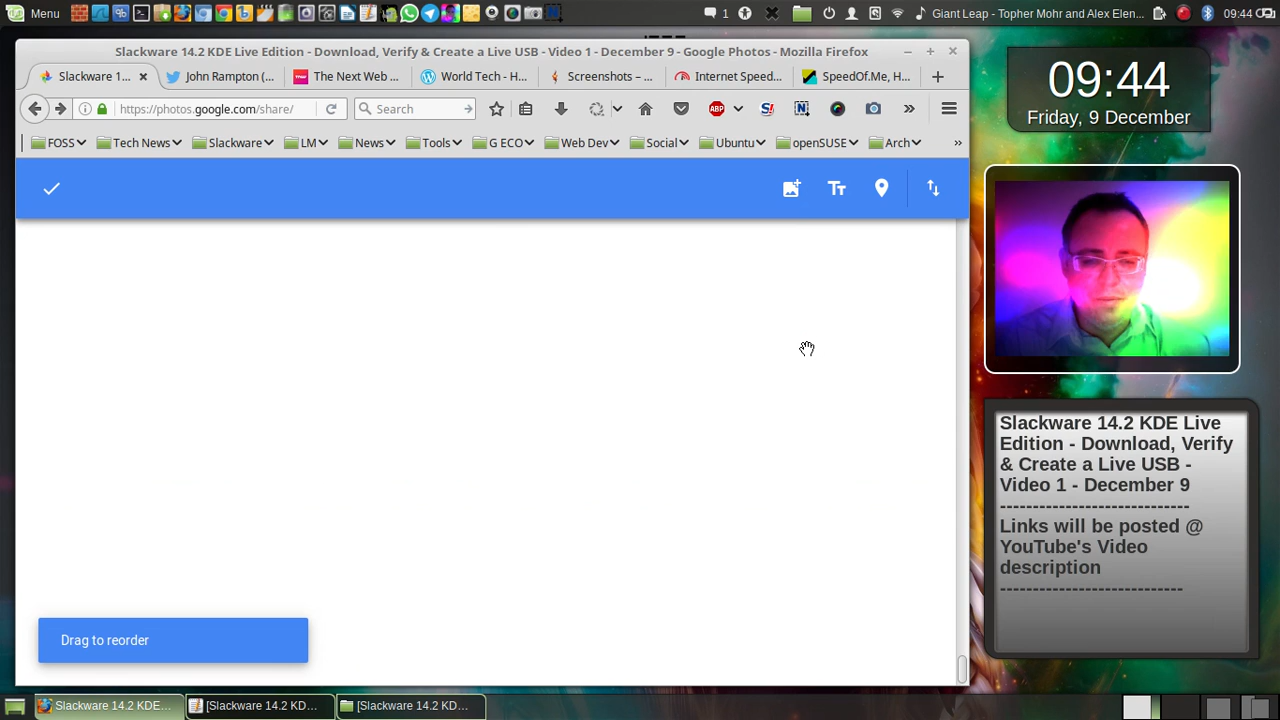 Menu
1
Giant Leap - Topher Mohr and Alex Elen...
09:44
Slackware 14.2 KDE Live Edition - Download, Verify & Create a Live USB - Video 1 - December 9 - Google Photos - Mozilla Firefox
Slackware 1...
John Rampton (...
The Next Web ...
World Tech - H...
Screenshots – ...
Internet Speed...
SpeedOf.Me, H...
https://photos.google.com/share/
Search
ABP
FOSS
Tech News
Slackware
LM
News
Tools
G ECO
Web Dev
Social
Ubuntu
openSUSE
Arch
Tт
Drag to reorder
09:44
Friday, 9 December
Slackware 14.2 KDE Live
Edition - Download, Verify
& Create a Live USB -
Video 1 - December 9
----------------------------
Links will be posted @
YouTube's Video
description
---------------------------
Slackware 14.2 KDE...
[Slackware 14.2 KD...
[Slackware 14.2 KD...